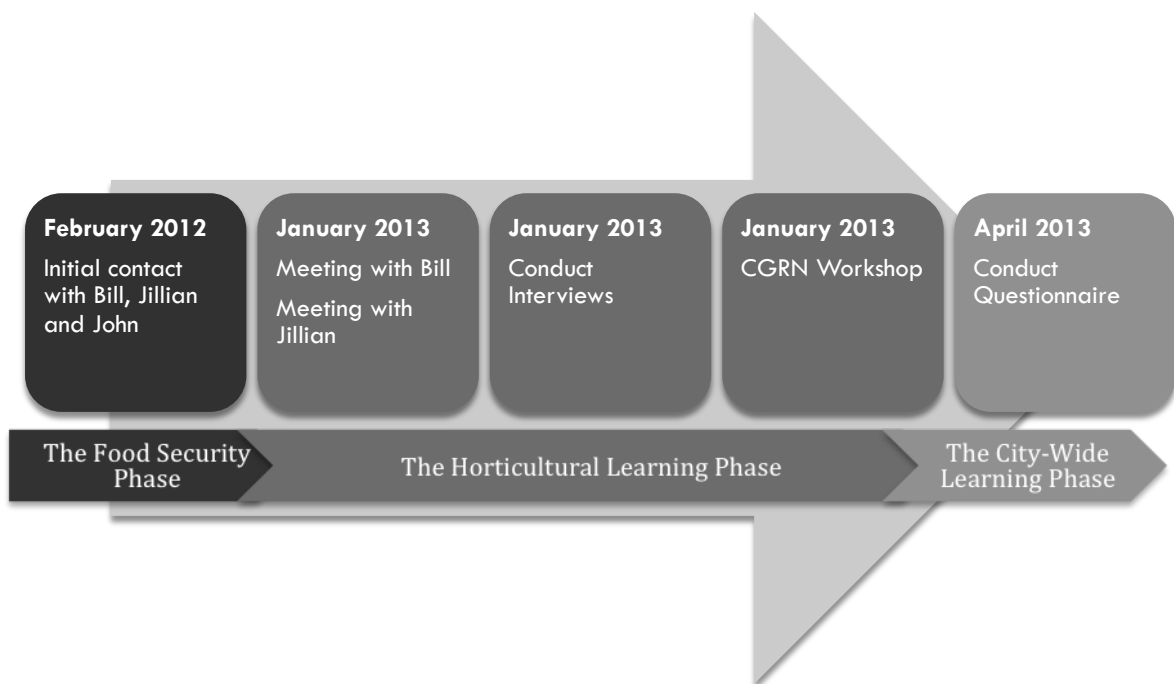 February 2012
Initial contact
with Bill, Jillian
and John
January 2013
Meeting with Bill
Meeting with
Jillian
January 2013
Conduct
Interviews
January 2013
CGRN Workshop
April 2013
Conduct
Questionnaire
The Food Security
Phase
The Horticultural Learning Phase
The City-Wide
Learning Phase